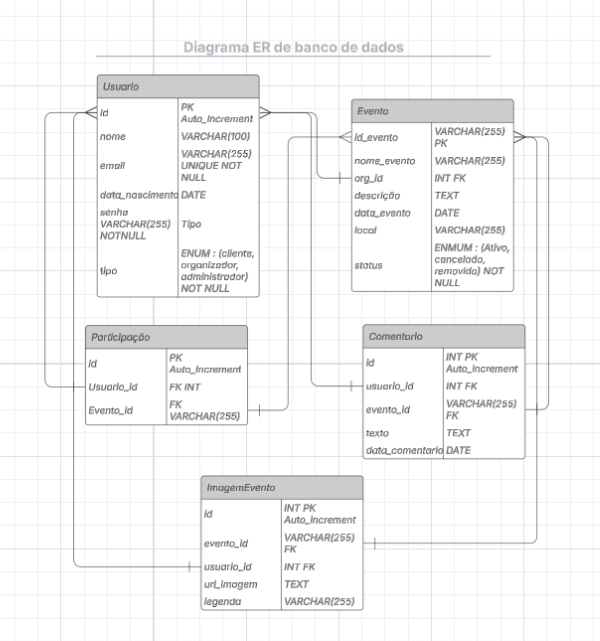 Diagrama ER de banco de dados
Usuario
id
PK
Auto_increment
nome
VARCHAR(100)
email
VARCHAR(255)
UNIQUE NOT
NULL
data_nascimento DATE
senha
VARCHAR(255)
NOTNULL
Tipo
tipo
ENUM : (cliente,
organizador,
administrador)
NOT NULL
Evento
id_evento
VARCHAR(255)
PK
nome_evento
VARCHAR(255)
org_id
INT FK
descrição
TEXT
data_evento
DATE
local
VARCHAR(255)
status
ENMUM : (Ativo,
cancelado,
removido) NOT
NULL
Participação
id
PK
Auto_Increment
Usuario_id
FK INT
Evento_id
FK
VARCHAR(255)
Comentario
id
INT PK
Auto_increment
usuario_id
INT FK
evento_id
VARCHAR(255)
FK
texto
TEXT
data_comentario DATE
ImagemEvento
id
INT PK
Auto_increment
evento_id
VARCHAR(255)
FK
usuario_id
INT FK
url_imagem
TEXT
legenda
VARCHAR(255)